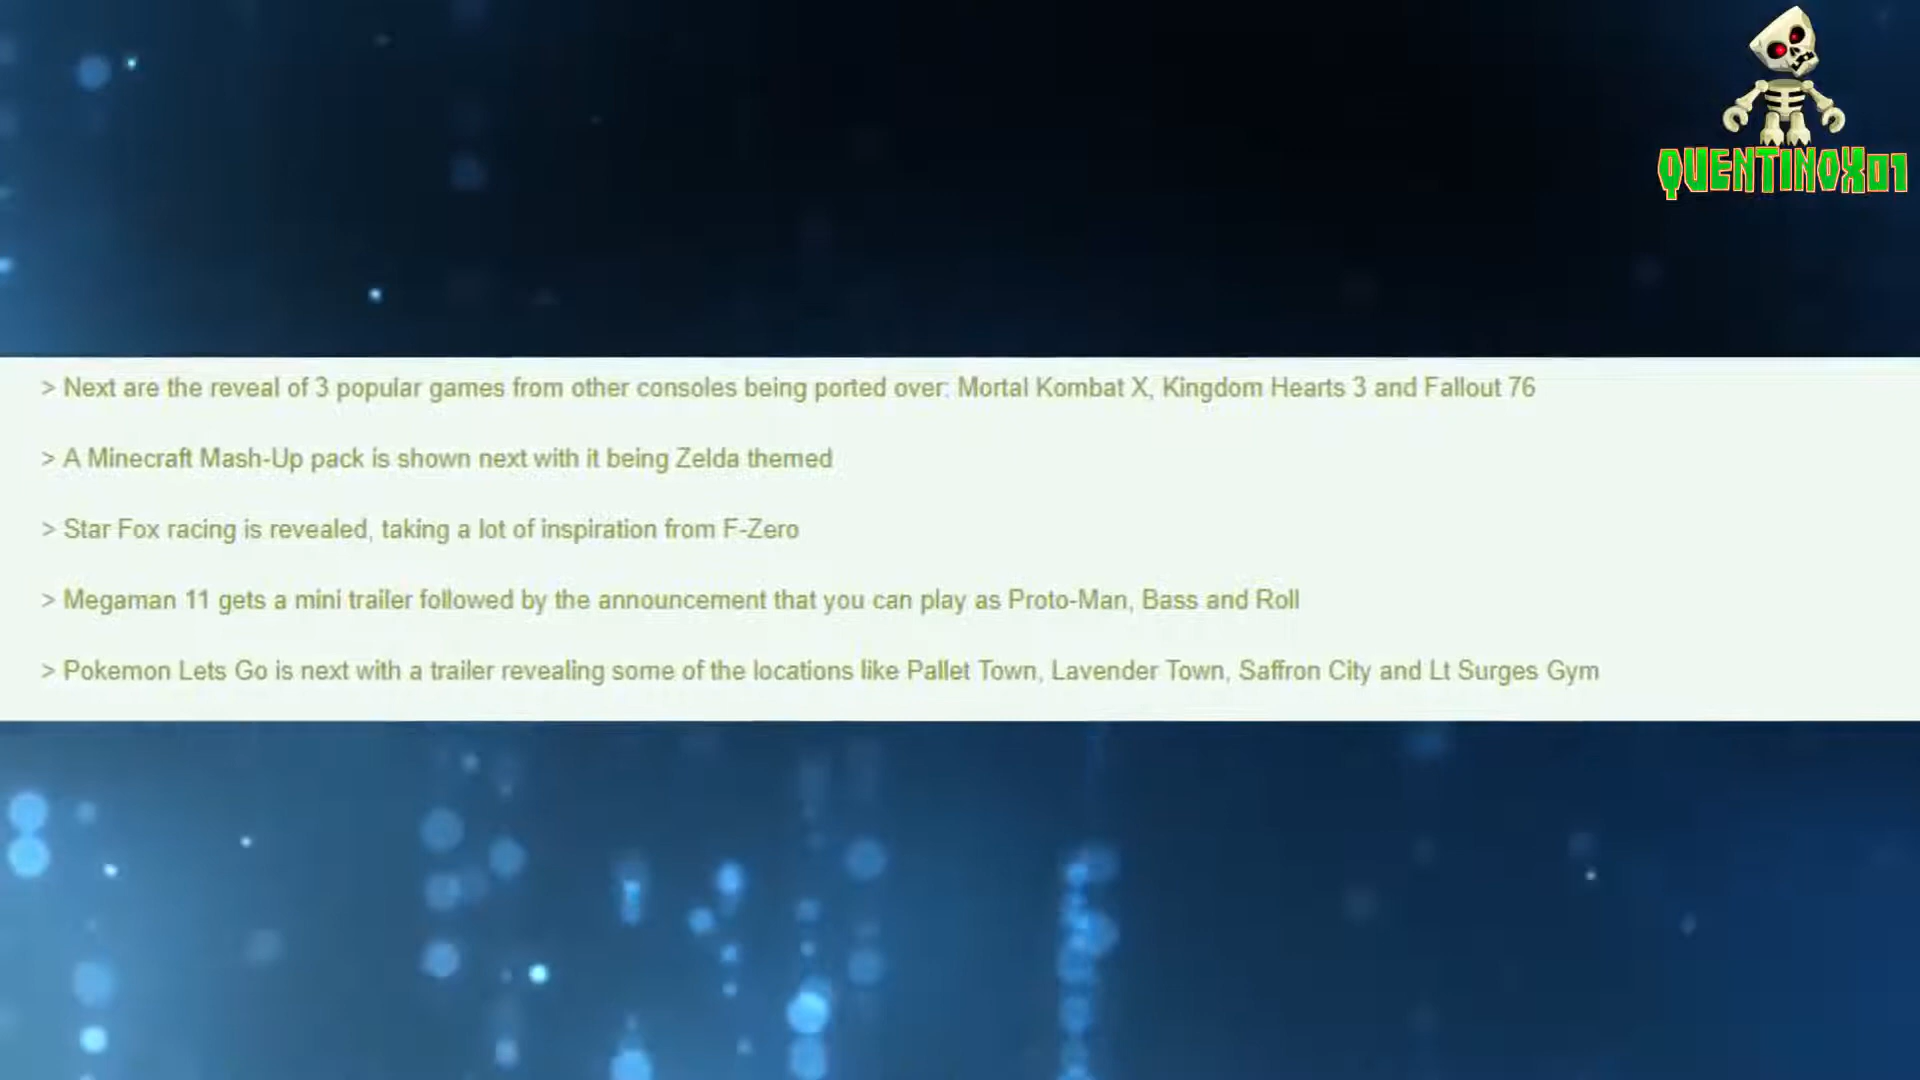 QUENTINOX01
> Next are the reveal of 3 popular games from other consoles being ported over: Mortal Kombat X, Kingdom Hearts 3 and Fallout 76
> A Minecraft Mash-Up pack is shown next with it being Zelda themed
> Star Fox racing is revealed, taking a lot of inspiration from F-Zero
> Megaman 11 gets a mini trailer followed by the announcement that you can play as Proto-Man, Bass and Roll
> Pokemon Lets Go is next with a trailer revealing some of the locations like Pallet Town, Lavender Town, Saffron City and Lt Surges Gym